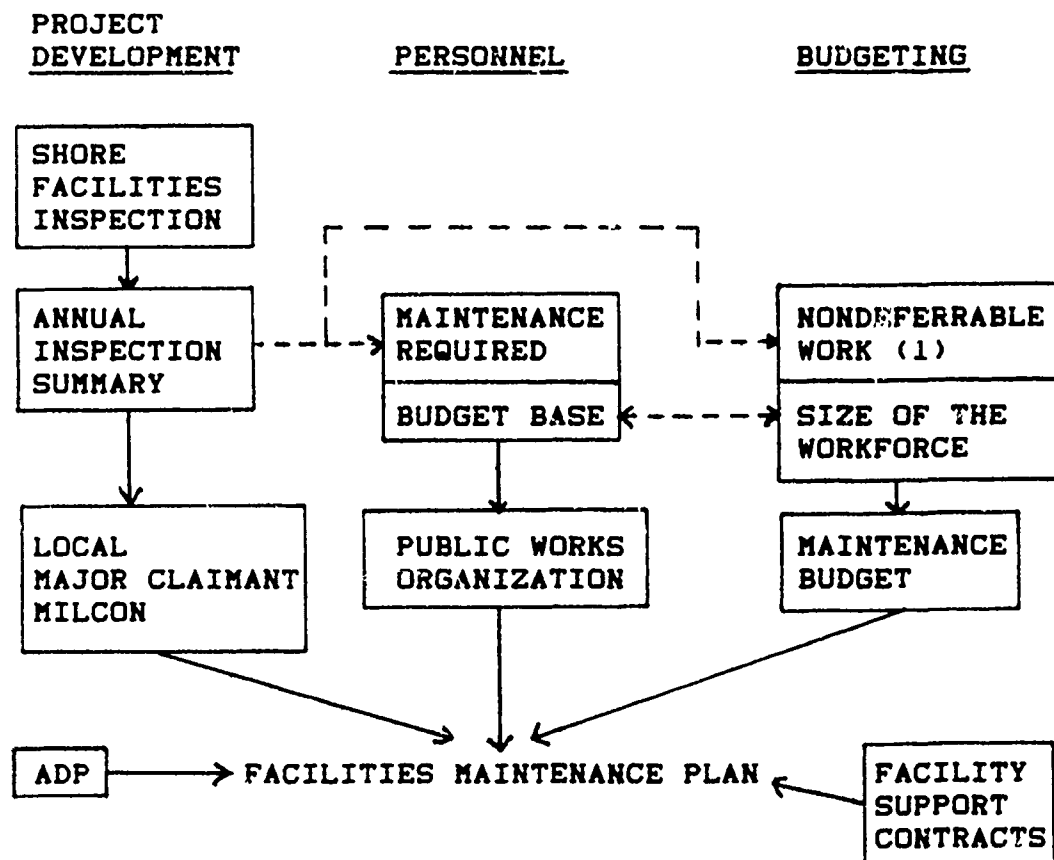 PROJECT
DEVELOPMENT
PERSONNEL
BUDGETING
SHORE
FACILITIES
INSPECTION
ANNUAL
INSPECTION
SUMMARY
MAINTENANCE
REQUIRED
BUDGET BASE
NONDEFERRABLE
WORK (1)
SIZE OF THE
WORKFORCE
LOCAL
MAJOR CLAIMANT
MILCON
PUBLIC WORKS
ORGANIZATION
MAINTENANCE
BUDGET
ADP
FACILITIES MAINTENANCE PLAN
FACILITY
SUPPORT
CONTRACTS